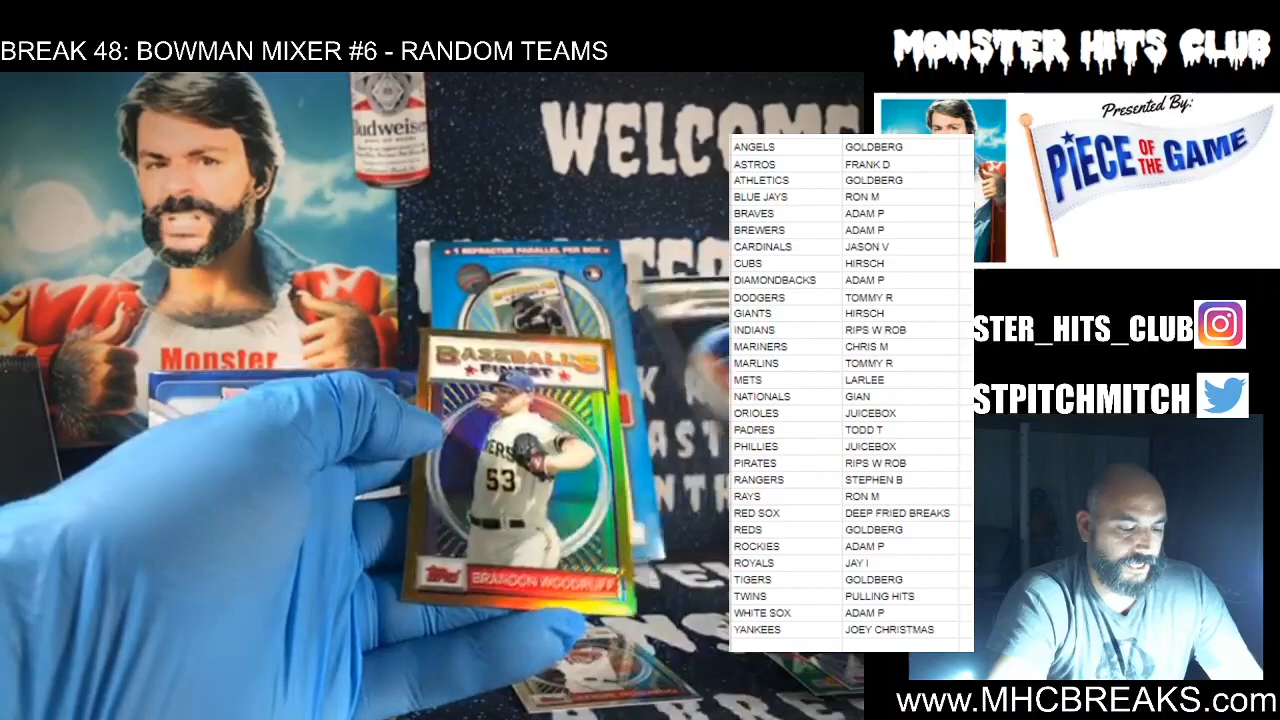 BREAK 48: BOWMAN MIXER #6 - RANDOM TEAMS
MONSTER HITS CLUB
Presented By:
PIECE OF THE GAME
Budweiser
WELCOME
Monster
1 REFRACTOR PARALLEL PER BOX
BASEBALL'S
FINEST
53
Topps
BRANDON WOODRUFF
ANGELS GOLDBERG
ASTROS FRANK D
ATHLETICS GOLDBERG
BLUE JAYS RON M
BRAVES ADAM P
BREWERS ADAM P
CARDINALS JASON V
CUBS HIRSCH
DIAMONDBACKS ADAM P
DODGERS TOMMY R
GIANTS HIRSCH
INDIANS RIPS W ROB
MARINERS CHRIS M
MARLINS TOMMY R
METS LARLEE
NATIONALS GIAN
ORIOLES JUICEBOX
PADRES TODD T
PHILLIES JUICEBOX
PIRATES RIPS W ROB
RANGERS STEPHEN B
RAYS RON M
RED SOX DEEP FRIED BREAKS
REDS GOLDBERG
ROCKIES ADAM P
ROYALS JAY I
TIGERS GOLDBERG
TWINS PULLING HITS
WHITE SOX ADAM P
YANKEES JOEY CHRISTMAS
STER_HITS_CLUB
STPITCHMITCH
www.MHCBREAKS.com